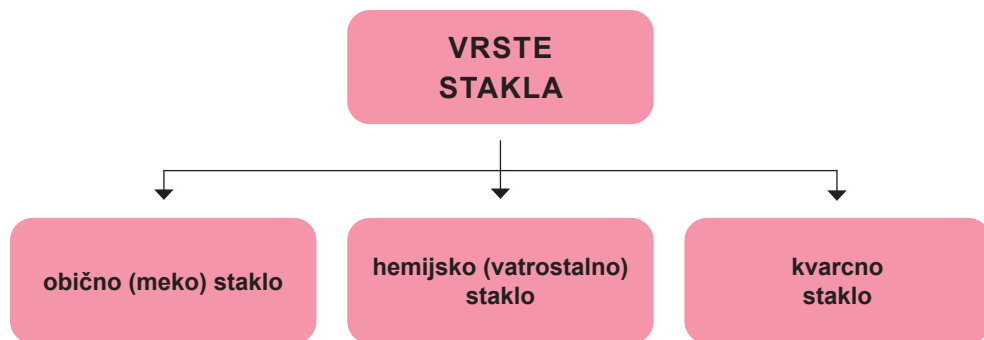 VRSTE
STAKLA
obično (meko) staklo
hemijsko (vatrostalno)
staklo
kvarcno
staklo